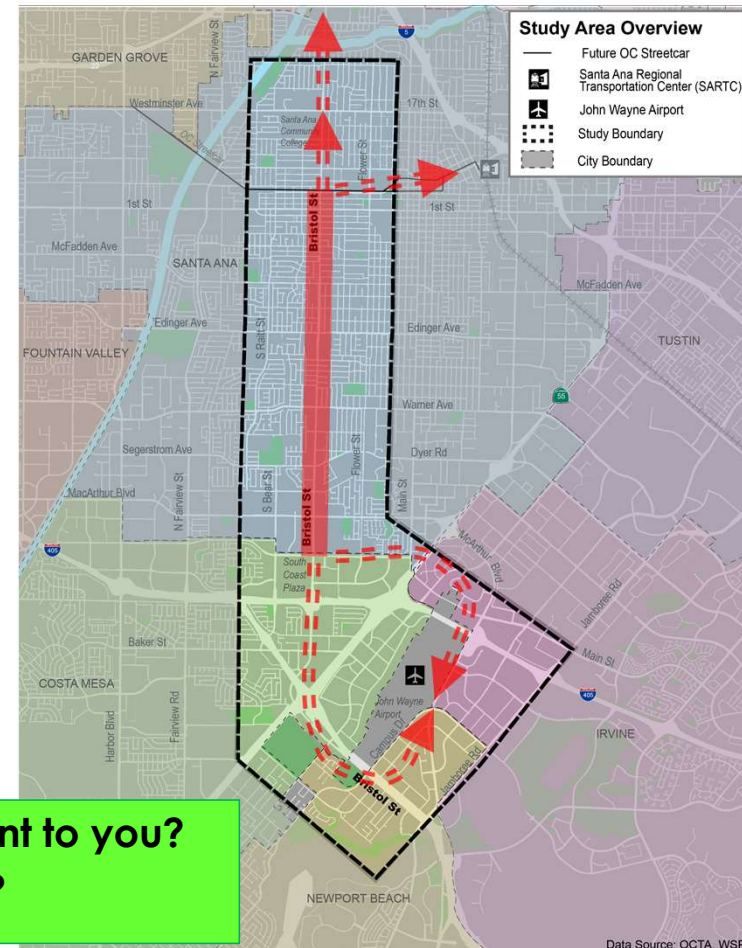 Study Area Overview
Future OC Streetcar
Santa Ana Regional
Transportation Center (SARTC)
John Wayne Airport
Study Boundary
City Boundary
GARDEN GROVE
N Fairview St
5
Westminster Ave
17th St
Santa Ana
Community
College
Flower St
OC Streetcar
1st St
1st St
Bristol St
McFadden Ave
SANTA ANA
McFadden Ave
Edinger Ave
Edinger Ave
TUSTIN
S Raitt St
FOUNTAIN VALLEY
Warner Ave
55
Segerstrom Ave
Dyer Rd
Flower St
N Fairview St
S Bear St
Main St
MacArthur Blvd
Bristol St
McArthur Blvd
405
South
Coast
Plaza
Jamboree Rd
Baker St
Main St
COSTA MESA
405
John Wayne
Airport
Harbor Blvd
Fairview Rd
Campus Dr
IRVINE
Jamboree Rd
Bristol St
nt to you?
?
NEWPORT BEACH
Data Source: OCTA, WS